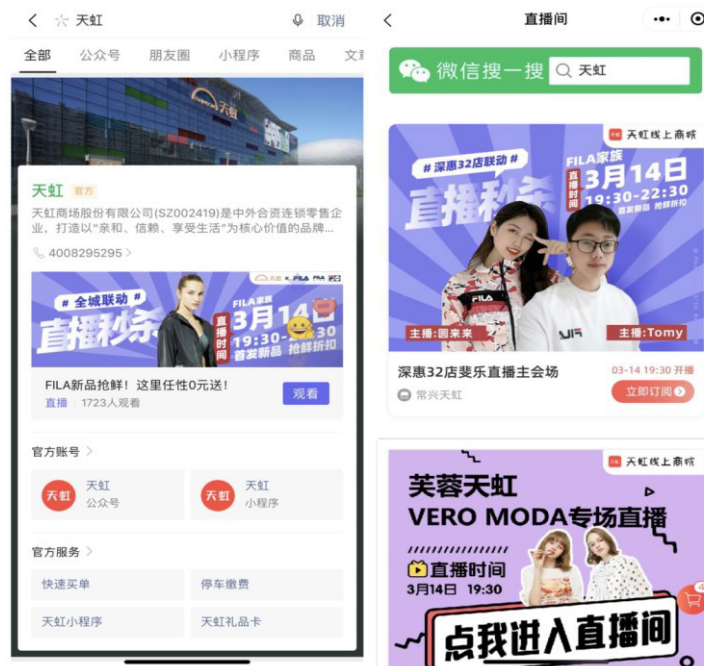 天虹
取消
全部
公众号
朋友圈
小程序
商品
天虹
天虹 官方
天虹商场股份有限公司(SZ002419)是中外合资连锁零售企
业，打造以“亲和、信赖、享受生活”为核心价值的品牌...
4008295295
天虹 × FILA
# 全城联动 #
直播秒杀
FILA家族
直播时间
3月14日
19:30-
30
首发新品 抢鲜折扣
FILA新品抢鲜！这里任性0元送！
直播 1723人观看
观看
官方账号
天虹
天虹
公众号
天虹
天虹
小程序
官方服务
快速买单
停车缴费
天虹小程序
天虹礼品卡
直播间
微信搜一搜
天虹
天虹线上商城
# 深惠32店联动 #
直播秒杀
FILA家族
直播时间
3月14日
19:30-22:30
首发新品 抢鲜折扣
FILA
主播:圆来来
主播:Tomy
深惠32店斐乐直播主会场
03-14 19:30 开播
常兴天虹
立即订阅
天虹线上商城
芙蓉天虹
VERO MODA专场直播
直播时间
3月14日 19:30
点我进入直播间